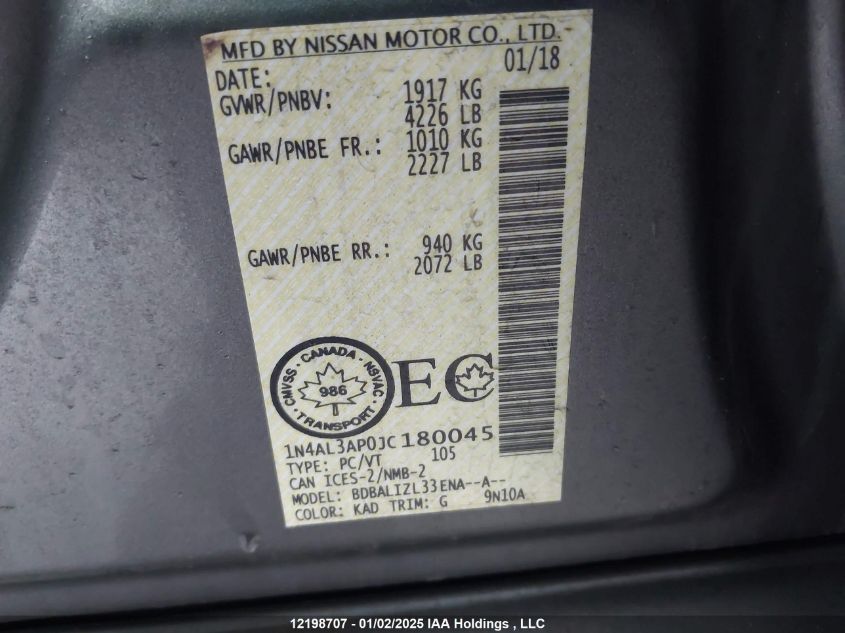 MFD BY NISSAN MOTOR CO., LTD.
DATE: 01/18
GVWR/PNBV: 1917 KG
4226 LB
GAWR/PNBE FR.: 1010 KG
2227 LB
GAWR/PNBE RR.: 940 KG
2072 LB
CANADA · NSVAC · TRANSPORT · CMVSS ·
986
EC
1N4AL3AP0JC180045
TYPE: PC/VT 105
CAN ICES-2/NMB-2
MODEL: BDBALIZL33ENA--A--
COLOR: KAD TRIM: G 9N10A
12198707 - 01/02/2025 IAA Holdings , LLC